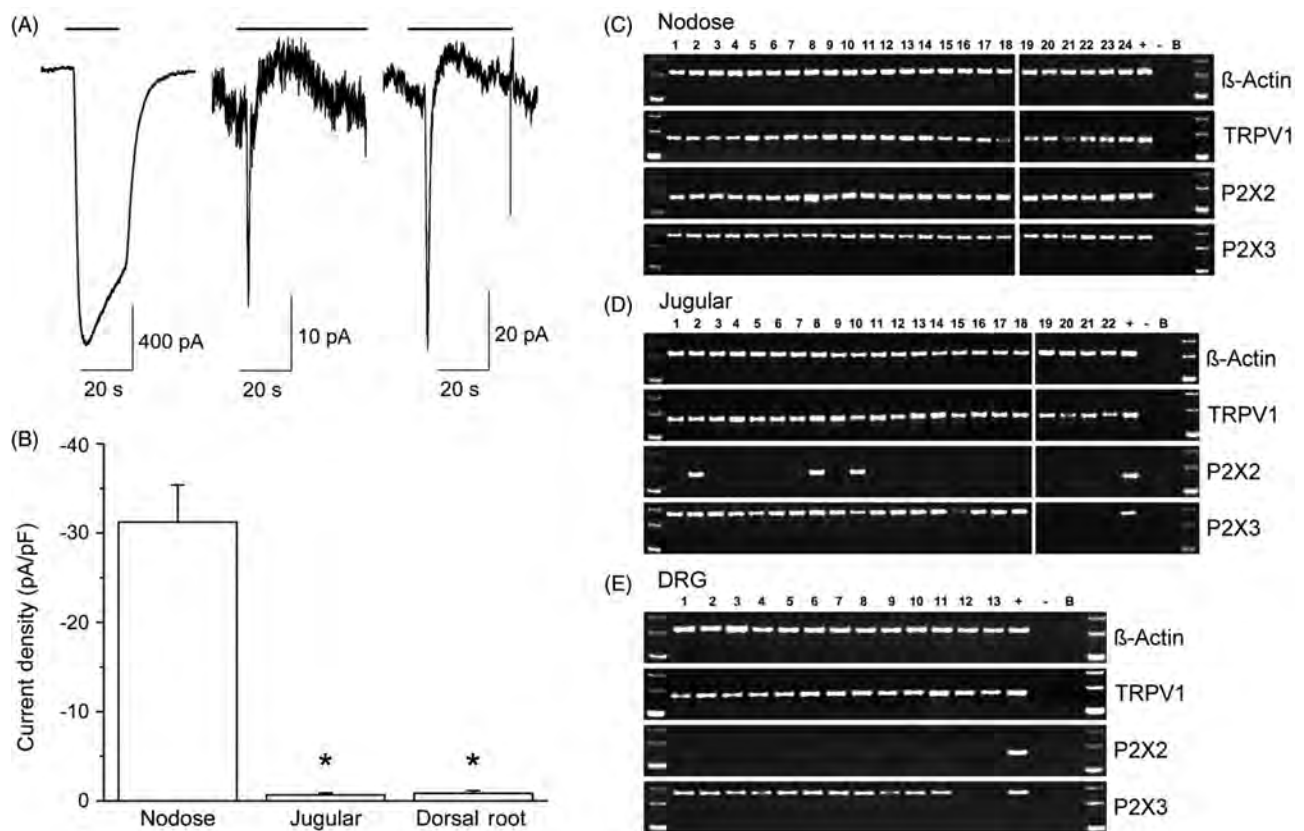 (A)
400 pA
20 s
10 pA
20 s
20 pA
20 s
(B)
Current density (pA/pF)
-40
-30
-20
-10
0
* *
Nodose Jugular Dorsal root
(C) Nodose
1 2 3 4 5 6 7 8 9 10 11 12 13 14 15 16 17 18 19 20 21 22 23 24 + - B
ß-Actin
TRPV1
P2X2
P2X3
(D) Jugular
1 2 3 4 5 6 7 8 9 10 11 12 13 14 15 16 17 18 19 20 21 22 + - B
ß-Actin
TRPV1
P2X2
P2X3
(E) DRG
1 2 3 4 5 6 7 8 9 10 11 12 13 + - B
ß-Actin
TRPV1
P2X2
P2X3